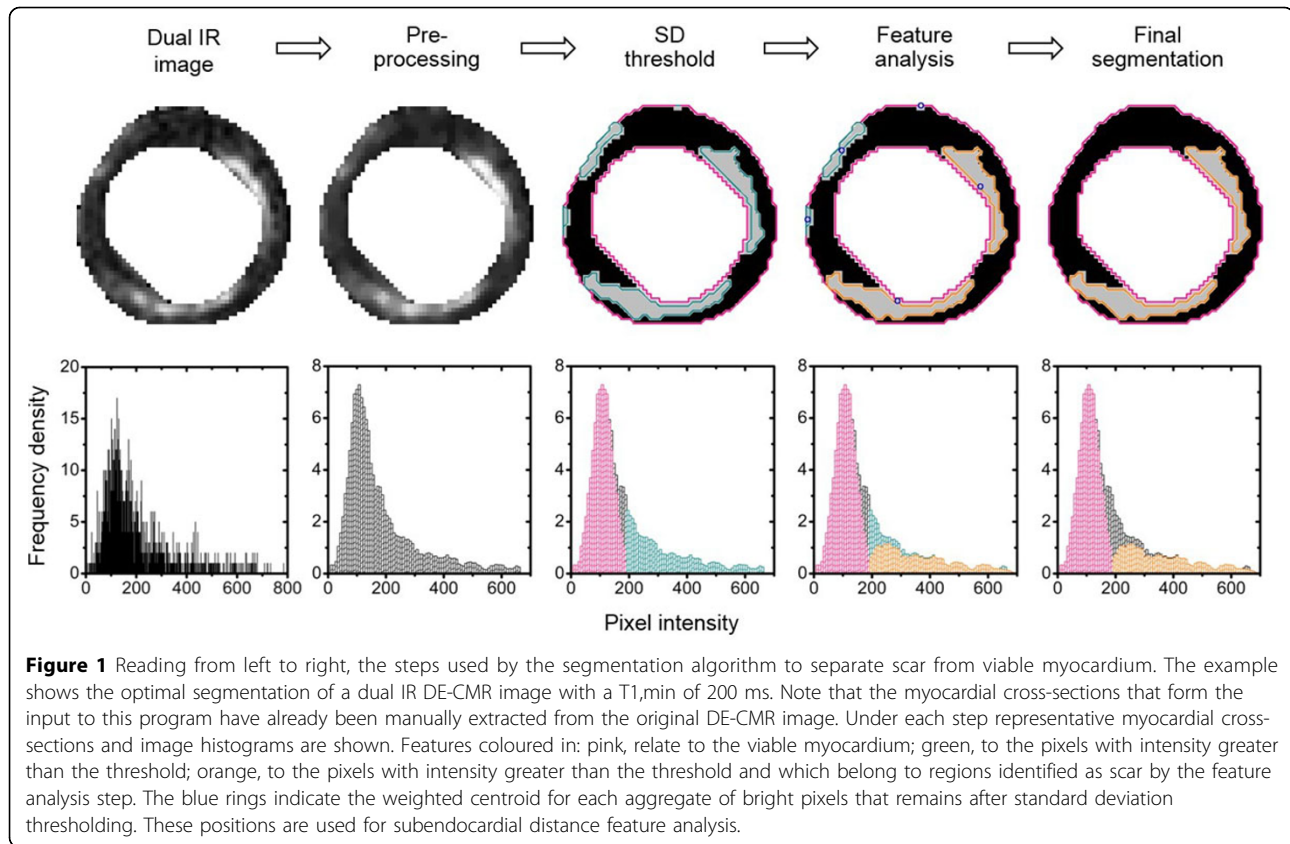 Dual IR image
Pre-processing
SD threshold
Feature analysis
Final segmentation
Frequency density
20
15
10
5
0
0 200 400 600 800
8
6
4
2
0
0 200 400 600
8
6
4
2
0
0 200 400 600
8
6
4
2
0
0 200 400 600
8
6
4
2
0
0 200 400 600
Pixel intensity
Figure 1 Reading from left to right, the steps used by the segmentation algorithm to separate scar from viable myocardium. The example
shows the optimal segmentation of a dual IR DE-CMR image with a T1,min of 200 ms. Note that the myocardial cross-sections that form the
input to this program have already been manually extracted from the original DE-CMR image. Under each step representative myocardial cross-
sections and image histograms are shown. Features coloured in: pink, relate to the viable myocardium; green, to the pixels with intensity greater
than the threshold; orange, to the pixels with intensity greater than the threshold and which belong to regions identified as scar by the feature
analysis step. The blue rings indicate the weighted centroid for each aggregate of bright pixels that remains after standard deviation
thresholding. These positions are used for subendocardial distance feature analysis.